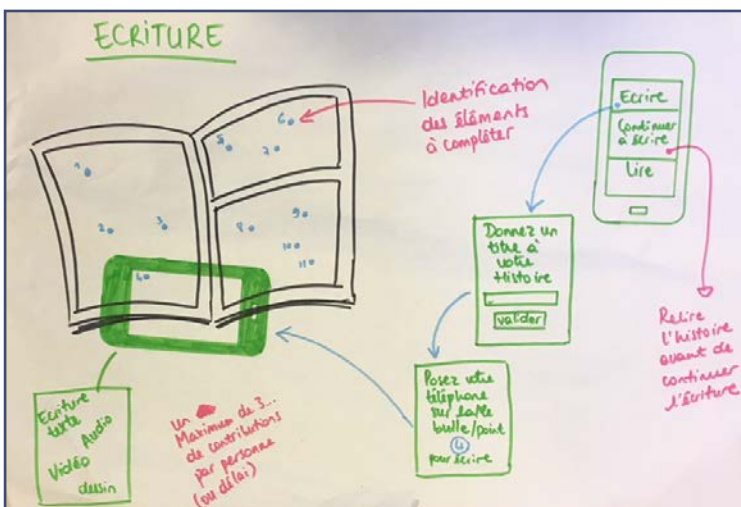 ECRITURE
Identification
des éléments
à compléter
Ecrire
Continuer
à écrire
Lire
1
2
3
4
5
6
7
8
9
10
11
Donnez un
titre à
votre
Histoire
valider
Relire
l'histoire
avant de
continuer
l'écriture
Posez votre
téléphone
sur la/le
bulle/point
4
pour écrire
Ecriture
texte
Audio
Vidéo
dessin
un
Maximum de 3...
de contributions
par personne
(ou délai)